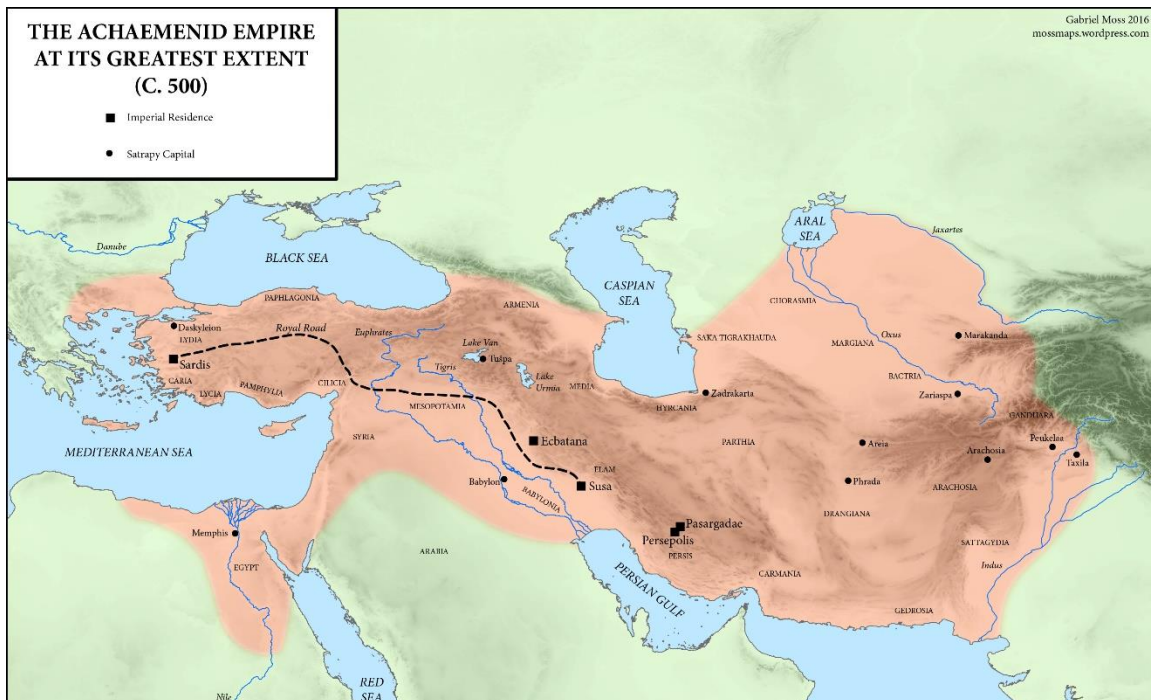 THE ACHAEMENID EMPIRE
AT ITS GREATEST EXTENT
(C. 500)
Imperial Residence
Satrapy Capital
Gabriel Moss 2016
mossmaps.wordpress.com
Danube
BLACK SEA
CASPIAN
SEA
ARAL
SEA
Jaxartes
PAPHLAGONIA
ARMENIA
CHORASMIA
Daskyleion
LYDIA
Royal Road
Euphrates
Lake Van
Tušpa
SAKA TIGRAKHAUDA
MARGIANA
Oxus
Marakanda
Sardis
CARIA
LYCIA
PAMPHYLIA
CILICIA
Tigris
Lake
Urmia
MEDIA
BACTRIA
Zadrakarta
Zariaspa
HYRCANIA
MESOPOTAMIA
GANDHARA
MEDITERRANEAN SEA
SYRIA
Ecbatana
PARTHIA
Areia
Peukelaa
Arachosia
Taxila
ELAM
Susa
Babylon
BABYLONIA
Phrada
ARACHOSIA
DRANGIANA
Memphis
Pasargadae
Persepolis
PERSIS
SATTAGYDIA
EGYPT
ARABIA
PERSIAN GULF
CARMANIA
Indus
GEDROSIA
Nile
RED
SEA